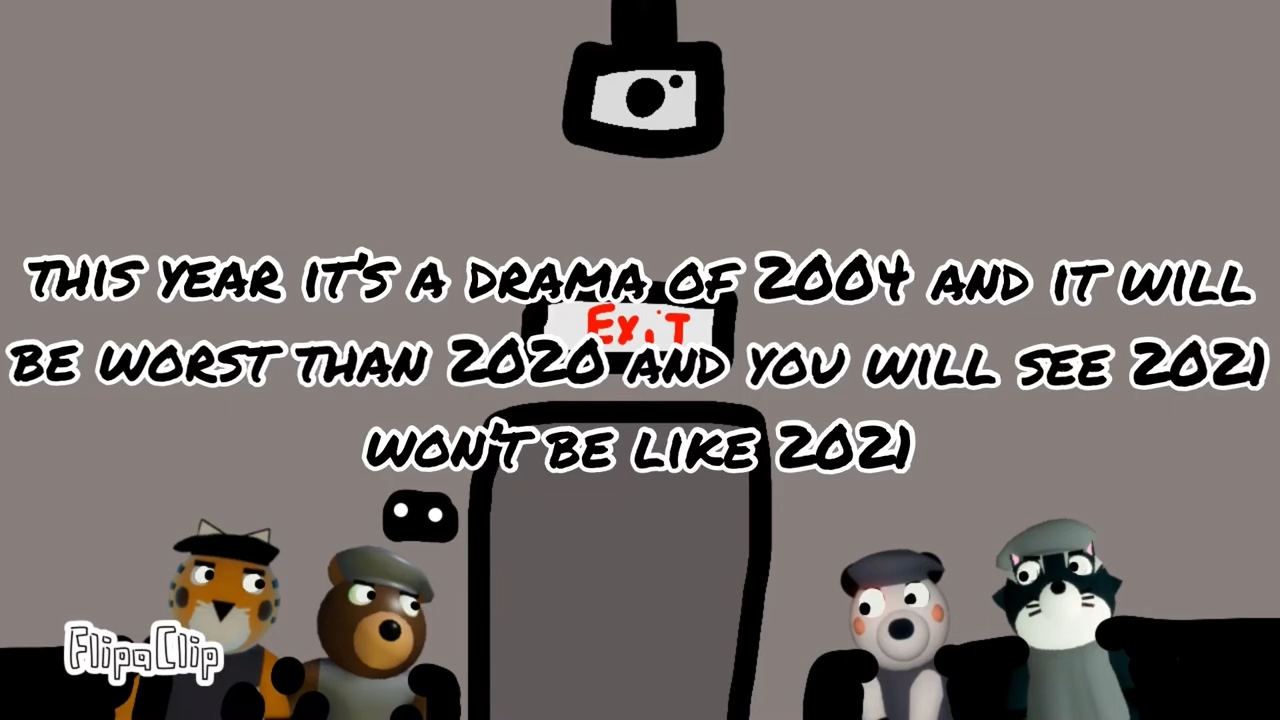 THIS YEAR IT'S A DRAMA OF 2004 AND IT WILL
EXIT
BE WORST THAN 2020 AND YOU WILL SEE 2021
WON'T BE LIKE 2021
FlipaClip